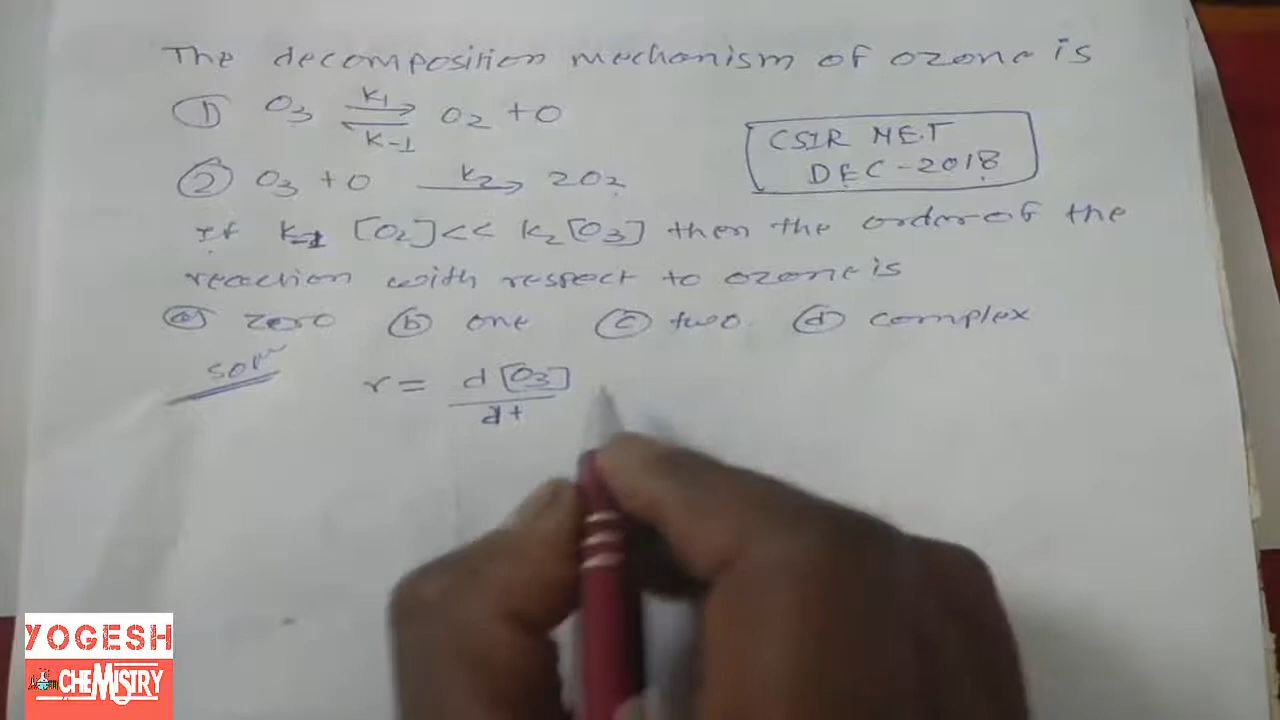 The decomposition mechanism of ozone is
① O₃ ⇌ O₂ + O
K₁
K-1
② O₃ + O → 2O₂
K₂
CSIR NET
DEC-2018
If K-1 [O₂] << K₂ [O₃] then the order of the
reaction with respect to ozone is
ⓐ zero ⓑ one ⓒ two ⓓ complex
Solⁿ
r = d[O₃]
dt
YOGESH
CHEMISTRY